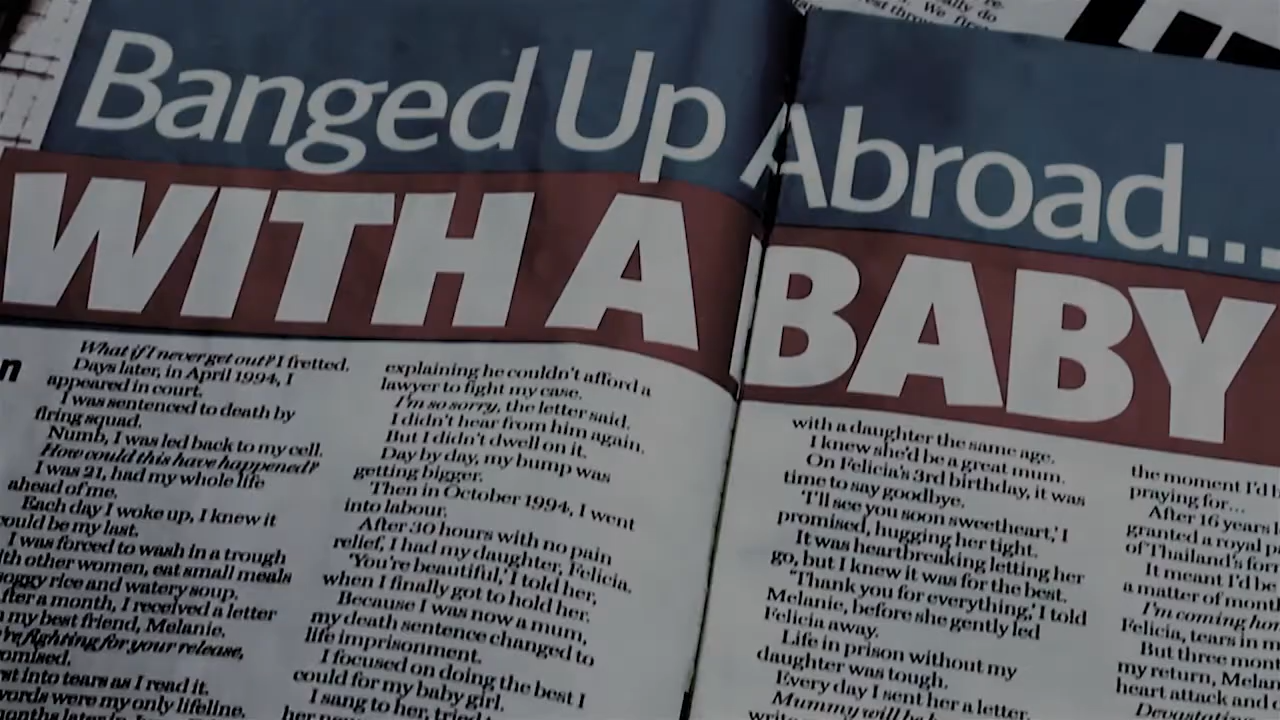 Banged Up Abroad...
WITH A BABY
What if I never get out? I fretted.
Days later, in April 1994, I
appeared in court.
I was sentenced to death by
firing squad.
Numb, I was led back to my cell.
How could this have happened?
I was 21, had my whole life
ahead of me.
Each day I woke up, I knew it
could be my last.
I was forced to wash in a trough
with other women, eat small meals
soggy rice and watery soup.
After a month, I received a letter
my best friend, Melanie.
fighting for your release,
omised.
into tears as I read it.
words were my only lifeline.
months later
explaining he couldn't afford a
lawyer to fight my case.
I'm so sorry, the letter said.
I didn't hear from him again.
But I didn't dwell on it.
Day by day, my bump was
getting bigger.
Then in October 1994, I went
into labour.
After 30 hours with no pain
relief, I had my daughter, Felicia.
'You're beautiful,' I told her,
when I finally got to hold her.
Because I was now a mum,
my death sentence changed to
life imprisonment.
I focused on doing the best I
could for my baby girl.
I sang to her, tried
with a daughter the same age.
I knew she'd be a great mum.
On Felicia's 3rd birthday, it was
time to say goodbye.
'I'll see you soon sweetheart,' I
promised, hugging her tight.
It was heartbreaking letting her
go, but I knew it was for the best.
'Thank you for everything,' I told
Melanie, before she gently led
Felicia away.
Life in prison without my
daughter was tough.
Every day I sent her a letter.
Mummy will be
the moment I'd
praying for...
After 16 years
granted a royal
of Thailand's
It meant I'd be
a matter of
I'm coming
Felicia, tears in
But three
my return,
heart attack and